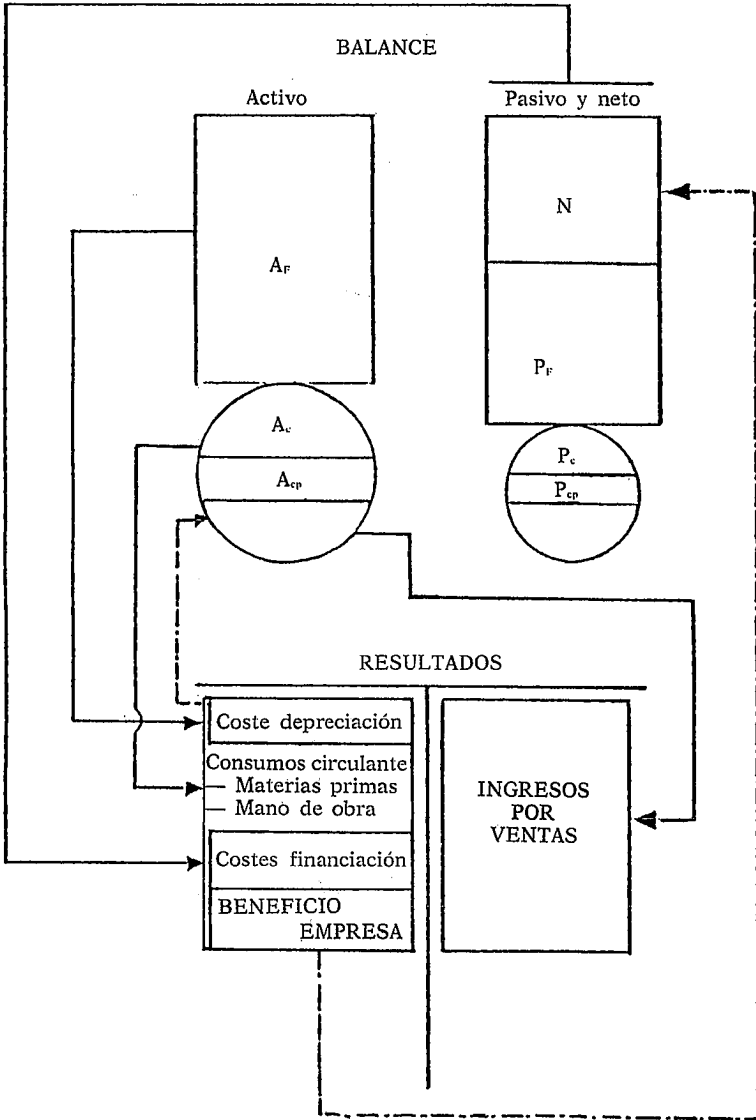 BALANCE
Activo
Pasivo y neto
N
A_F
P_F
A_c
A_cp
P_c
P_cp
RESULTADOS
Coste depreciación
Consumos circulante
— Materias primas
— Mano de obra
Costes financiación
BENEFICIO
EMPRESA
INGRESOS
POR
VENTAS